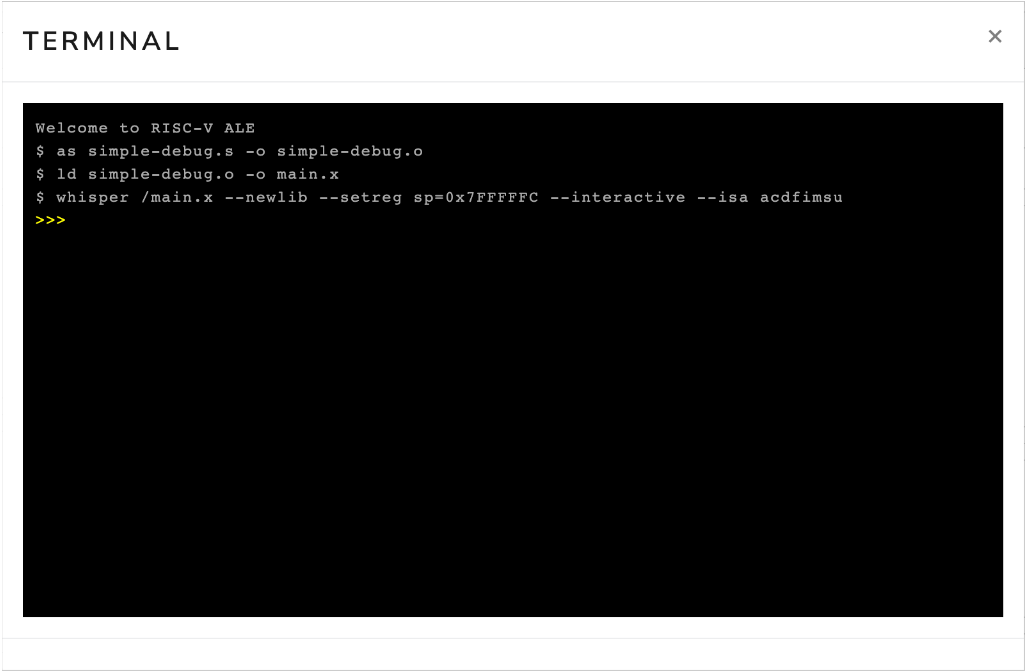 TERMINAL
×
Welcome to RISC-V ALE
$ as simple-debug.s -o simple-debug.o
$ ld simple-debug.o -o main.x
$ whisper /main.x --newlib --setreg sp=0x7FFFFFC --interactive --isa acdfimsu
>>>